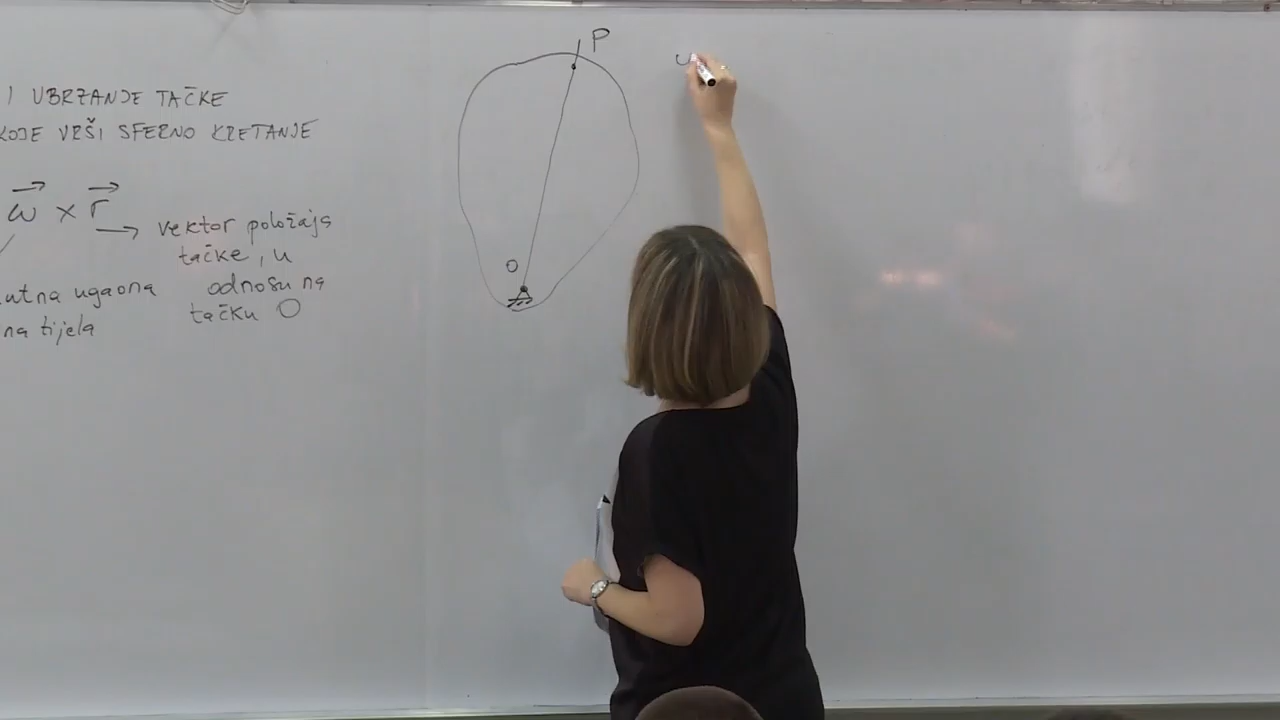 I UBRZANJE TAČKE
KOJE VRŠI SFERNO KRETANJE
ω × r
→ vektor položaja
tačke, u
odnosu na
tačku O
utna ugaona
na tijela
P
O